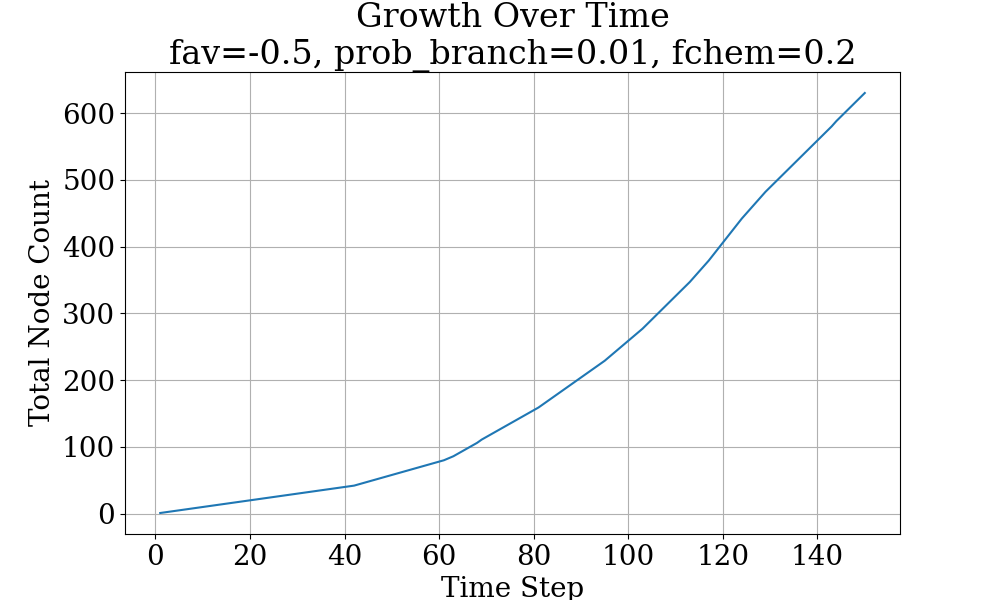 Growth Over Time
fav=-0.5, prob_branch=0.01, fchem=0.2
Total Node Count
600
500
400
300
200
100
0
0 20 40 60 80 100 120 140
Time Step